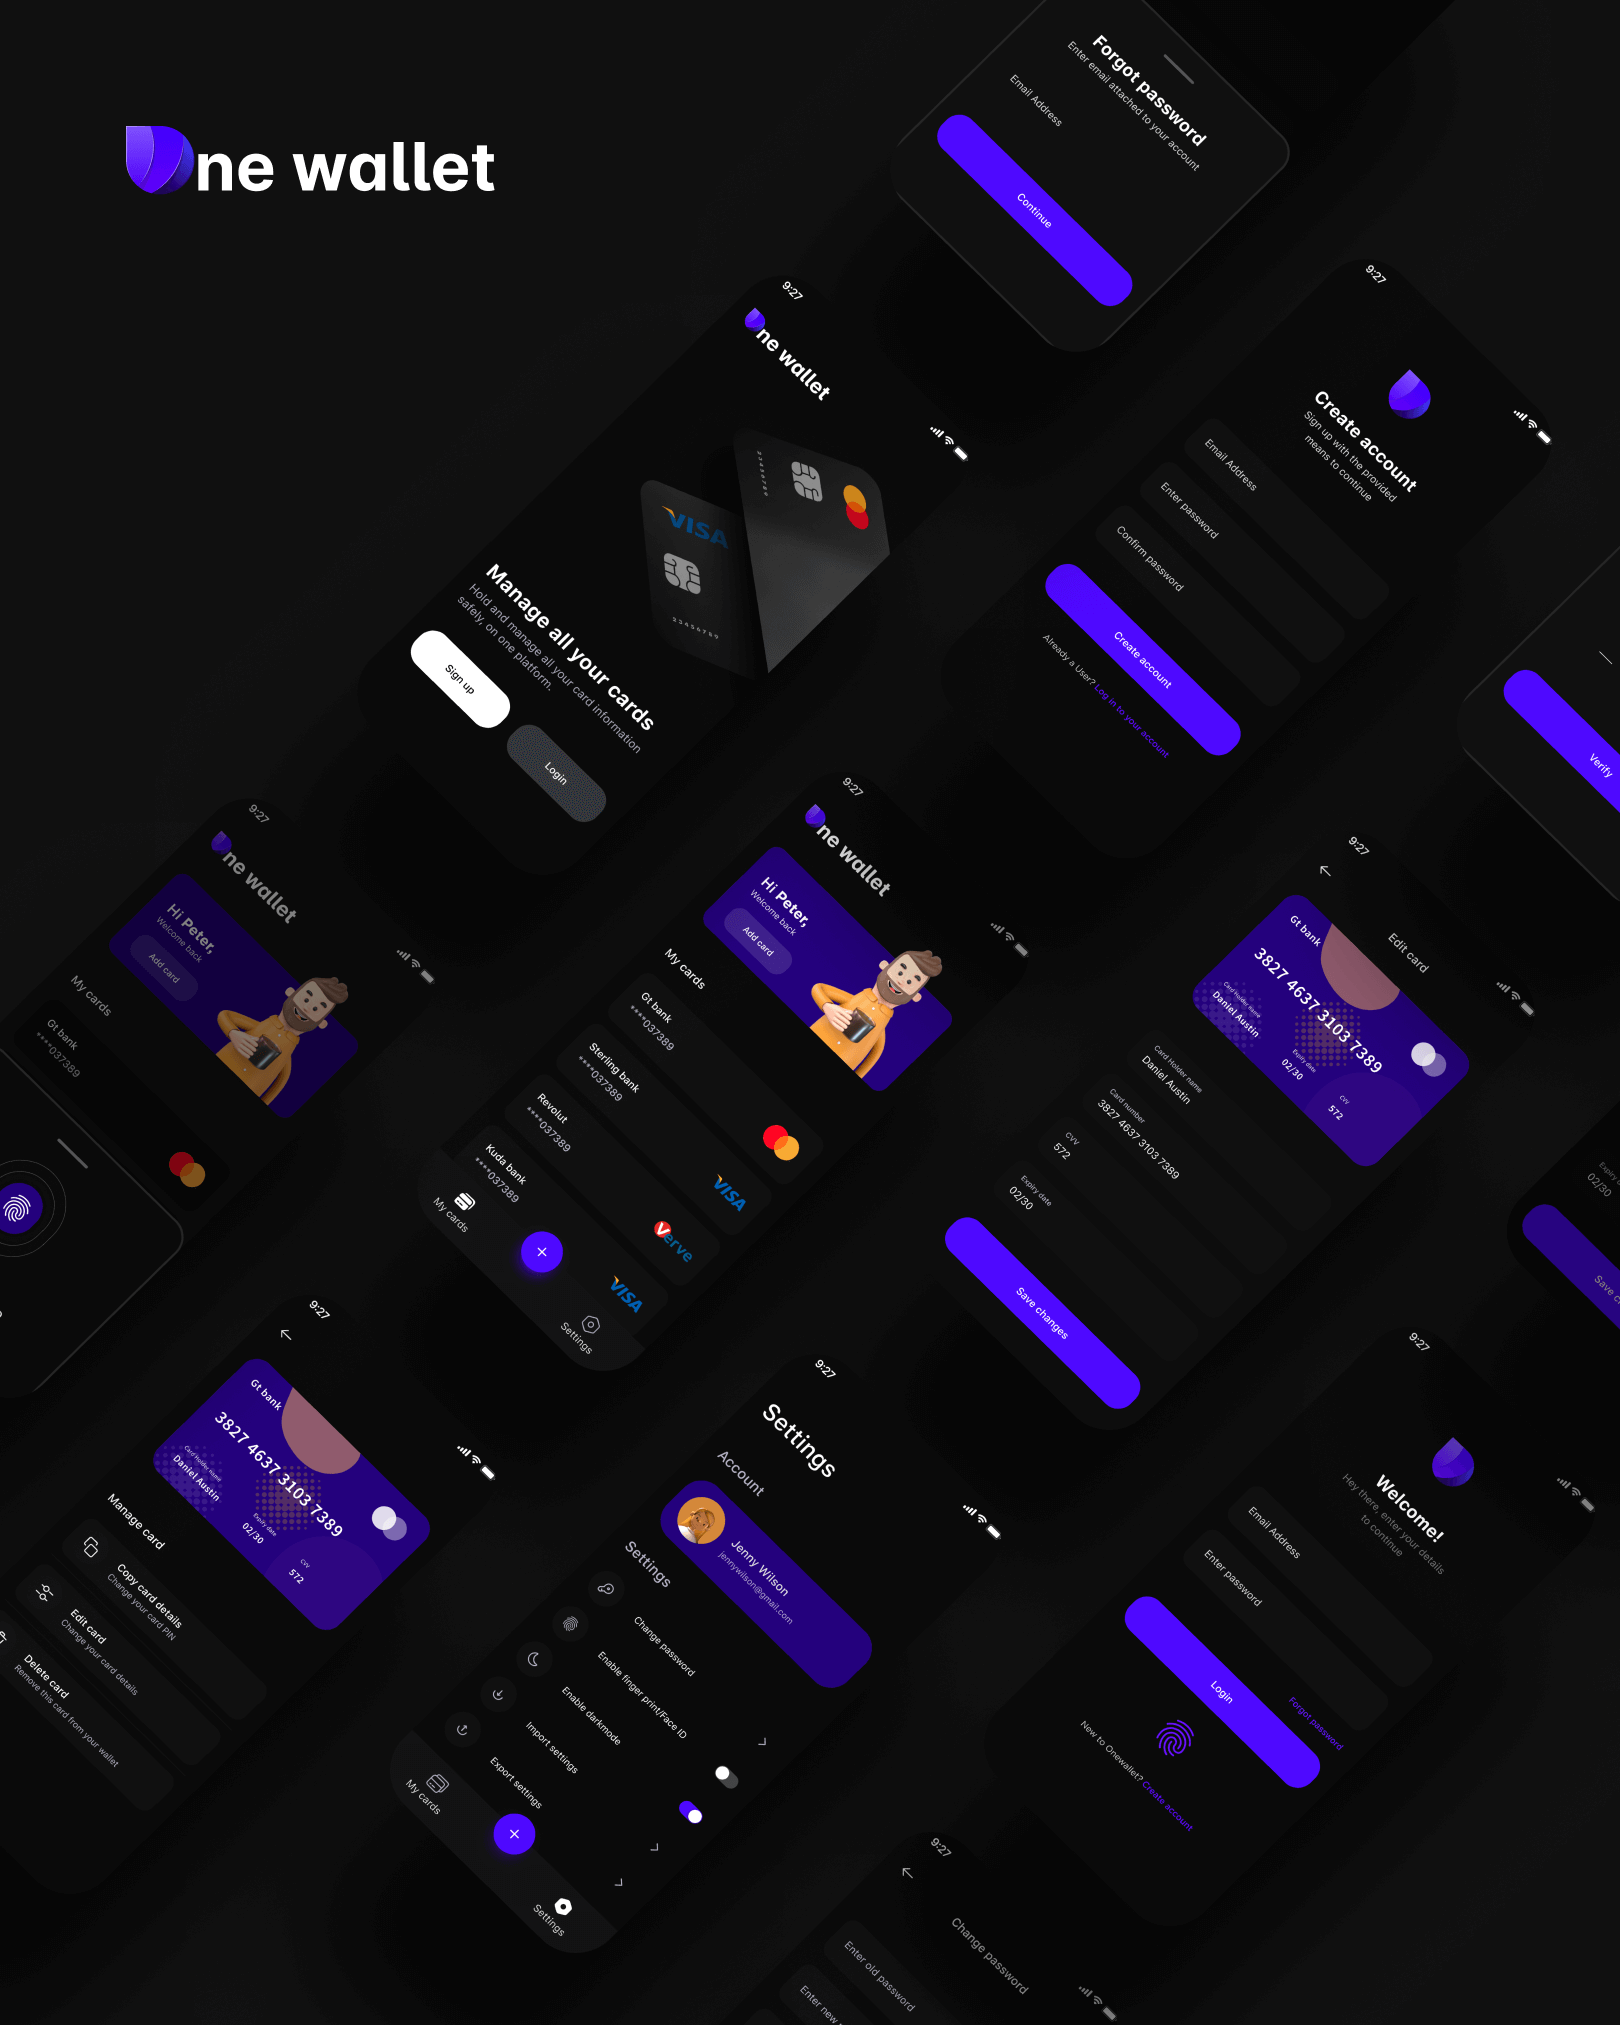 ne wallet
Forgot password
Enter email attached to your account
Email Address
Continue
9:27
ne wallet
VISA
Manage all your cards
Hold and manage all your card information
safely, on one platform.
Sign up
Login
9:27
Create account
Sign up with the provided
means to continue
Email Address
Enter password
Confirm password
Create account
Already a User? Log in to your account
Verify
9:27
ne wallet
Hi Peter,
Welcome back
Add card
My cards
Gt bank
****037389
9:27
ne wallet
Hi Peter,
Welcome back
Add card
My cards
Gt bank
****037389
Sterling bank
****037389
VISA
Revolut
****037389
Verve
Kuda bank
****037389
VISA
My cards
Settings
9:27
Edit card
Gt bank
3827 4637 3103 7389
Card Holder name
Daniel Austin
Expiry date
02/30
CVV
572
Card Holder name
Daniel Austin
Card number
3827 4637 3103 7389
CVV
572
Expiry date
02/30
Save changes
02/30
9:27
Gt bank
3827 4637 3103 7389
Card Holder name
Daniel Austin
Expiry date
02/30
CVV
572
Manage card
Copy card details
Change your card PIN
Edit card
Change your card details
Delete card
Remove this card from your wallet
9:27
Settings
Account
Jenny Wilson
jennywilson@gmail.com
Settings
Change password
Enable finger print/Face ID
Enable darkmode
Import settings
Export settings
My cards
Settings
9:27
Welcome!
Hey there, enter your details
to continue
Email Address
Enter password
Forgot password
Login
New to Onewallet? Create account
9:27
Change password
Enter old password
Enter new